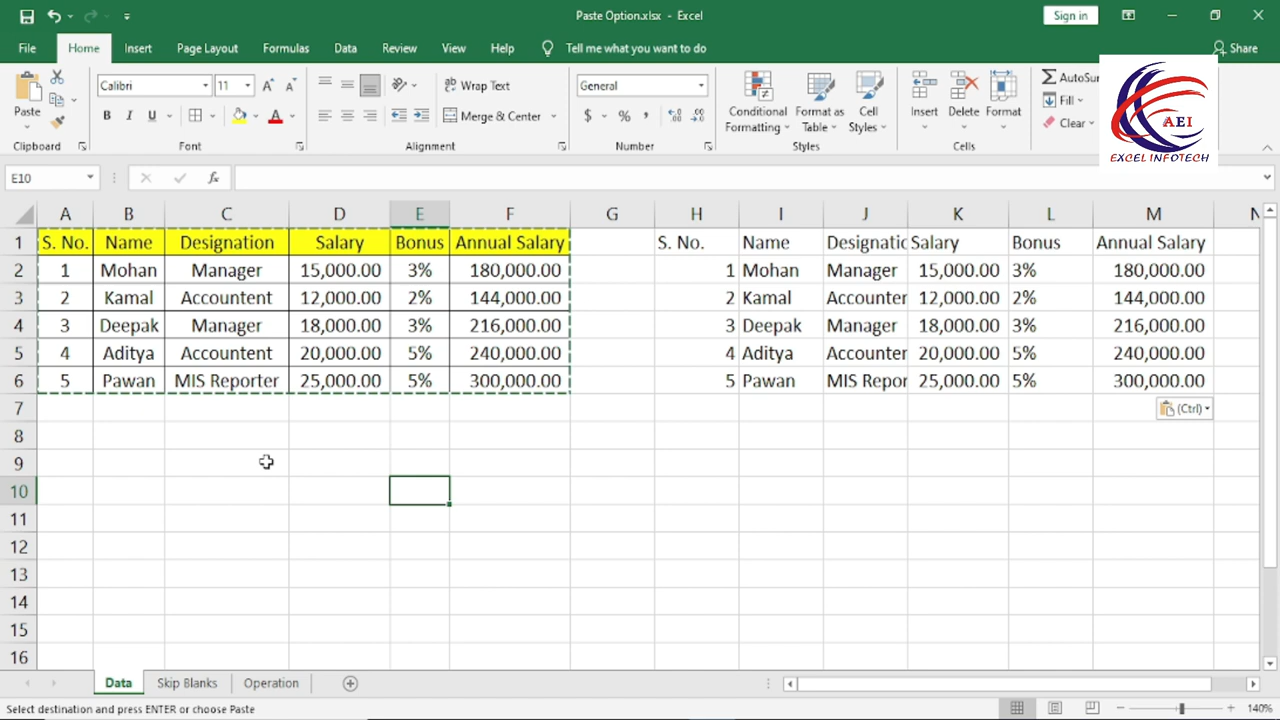 Paste Option.xlsx - Excel
Sign in
File Home Insert Page Layout Formulas Data Review View Help Tell me what you want to do Share
Paste
Clipboard
Calibri 11
B I U
Font
Wrap Text
Merge & Center
Alignment
General
$ % ,
Number
Conditional Formatting
Format as Table
Cell Styles
Styles
Insert Delete Format
Cells
AutoSu
Fill
Clear
AEI
EXCEL INFOTECH
E10 fx
A B C D E F G H I J K L M N
1 S. No. Name Designation Salary Bonus Annual Salary S. No. Name Designatic Salary Bonus Annual Salary
2 1 Mohan Manager 15,000.00 3% 180,000.00 1 Mohan Manager 15,000.00 3% 180,000.00
3 2 Kamal Accountent 12,000.00 2% 144,000.00 2 Kamal Accounter 12,000.00 2% 144,000.00
4 3 Deepak Manager 18,000.00 3% 216,000.00 3 Deepak Manager 18,000.00 3% 216,000.00
5 4 Aditya Accountent 20,000.00 5% 240,000.00 4 Aditya Accounter 20,000.00 5% 240,000.00
6 5 Pawan MIS Reporter 25,000.00 5% 300,000.00 5 Pawan MIS Repor 25,000.00 5% 300,000.00
7 (Ctrl)
8
9
10
11
12
13
14
15
16
Data Skip Blanks Operation
Select destination and press ENTER or choose Paste
140%